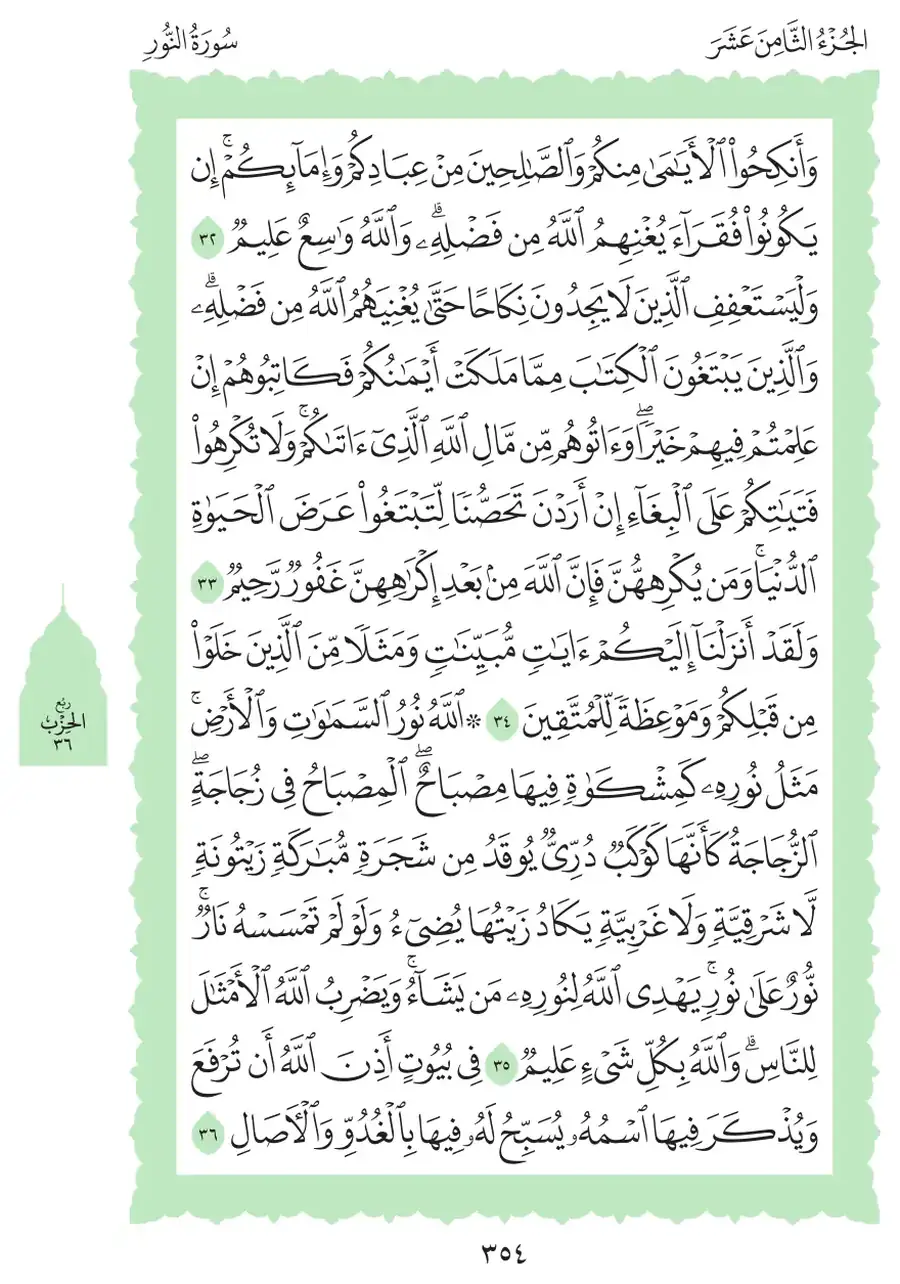 الجُزْءُ الثَّامِنَ عَشَرَ
سُورَةُ النُّورِ
وَأَنكِحُوا۟ ٱلْأَيَـٰمَىٰ مِنكُمْ وَٱلصَّـٰلِحِينَ مِنْ عِبَادِكُمْ وَإِمَآئِكُمْ ۚ إِن
يَكُونُوا۟ فُقَرَآءَ يُغْنِهِمُ ٱللَّهُ مِن فَضْلِهِۦ ۗ وَٱللَّهُ وَٰسِعٌ عَلِيمٌ ٣٢
وَلْيَسْتَعْفِفِ ٱلَّذِينَ لَا يَجِدُونَ نِكَاحًا حَتَّىٰ يُغْنِيَهُمُ ٱللَّهُ مِن فَضْلِهِۦ ۗ
وَٱلَّذِينَ يَبْتَغُونَ ٱلْكِتَـٰبَ مِمَّا مَلَكَتْ أَيْمَـٰنُكُمْ فَكَاتِبُوهُمْ إِنْ
عَلِمْتُمْ فِيهِمْ خَيْرًا ۖ وَءَاتُوهُم مِّن مَّالِ ٱللَّهِ ٱلَّذِىٓ ءَاتَىٰكُمْ ۚ وَلَا تُكْرِهُوا۟
فَتَيَـٰتِكُمْ عَلَى ٱلْبِغَآءِ إِنْ أَرَدْنَ تَحَصُّنًا لِّتَبْتَغُوا۟ عَرَضَ ٱلْحَيَوٰةِ
ٱلدُّنْيَا ۚ وَمَن يُكْرِههُّنَّ فَإِنَّ ٱللَّهَ مِنۢ بَعْدِ إِكْرَٰهِهِنَّ غَفُورٌ رَّحِيمٌ ٣٣
وَلَقَدْ أَنزَلْنَآ إِلَيْكُمْ ءَايَـٰتٍ مُّبَيِّنَـٰتٍ وَمَثَلًا مِّنَ ٱلَّذِينَ خَلَوْا۟
مِن قَبْلِكُمْ وَمَوْعِظَةً لِّلْمُتَّقِينَ ٣٤ * ٱللَّهُ نُورُ ٱلسَّمَـٰوَٰتِ وَٱلْأَرْضِ ۚ
مَثَلُ نُورِهِۦ كَمِشْكَوٰةٍ فِيهَا مِصْبَاحٌ ۖ ٱلْمِصْبَاحُ فِى زُجَاجَةٍ ۖ
ٱلزُّجَاجَةُ كَأَنَّهَا كَوْكَبٌ دُرِّىٌّ يُوقَدُ مِن شَجَرَةٍ مُّبَـٰرَكَةٍ زَيْتُونَةٍ
لَّا شَرْقِيَّةٍ وَلَا غَرْبِيَّةٍ يَكَادُ زَيْتُهَا يُضِىٓءُ وَلَوْ لَمْ تَمْسَسْهُ نَارٌ ۚ
نُّورٌ عَلَىٰ نُورٍ ۗ يَهْدِى ٱللَّهُ لِنُورِهِۦ مَن يَشَآءُ ۚ وَيَضْرِبُ ٱللَّهُ ٱلْأَمْثَـٰلَ
لِلنَّاسِ ۗ وَٱللَّهُ بِكُلِّ شَىْءٍ عَلِيمٌ ٣٥ فِى بُيُوتٍ أَذِنَ ٱللَّهُ أَن تُرْفَعَ
وَيُذْكَرَ فِيهَا ٱسْمُهُۥ يُسَبِّحُ لَهُۥ فِيهَا بِٱلْغُدُوِّ وَٱلْـَٔاصَالِ ٣٦
رُبُع
الحِزْب
٣٦
٣٥٤